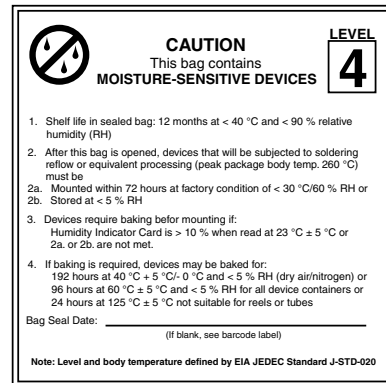 CAUTION
This bag contains
MOISTURE-SENSITIVE DEVICES
LEVEL
4
1. Shelf life in sealed bag: 12 months at < 40 °C and < 90 % relative
humidity (RH)
2. After this bag is opened, devices that will be subjected to soldering
reflow or equivalent processing (peak package body temp. 260 °C)
must be
2a. Mounted within 72 hours at factory condition of < 30 °C/60 % RH or
2b. Stored at < 5 % RH
3. Devices require baking befor mounting if:
Humidity Indicator Card is > 10 % when read at 23 °C ± 5 °C or
2a. or 2b. are not met.
4. If baking is required, devices may be baked for:
192 hours at 40 °C + 5 °C/- 0 °C and < 5 % RH (dry air/nitrogen) or
96 hours at 60 °C ± 5 °C and < 5 % RH for all device containers or
24 hours at 125 °C ± 5 °C not suitable for reels or tubes
Bag Seal Date:
(If blank, see barcode label)
Note: Level and body temperature defined by EIA JEDEC Standard J-STD-020